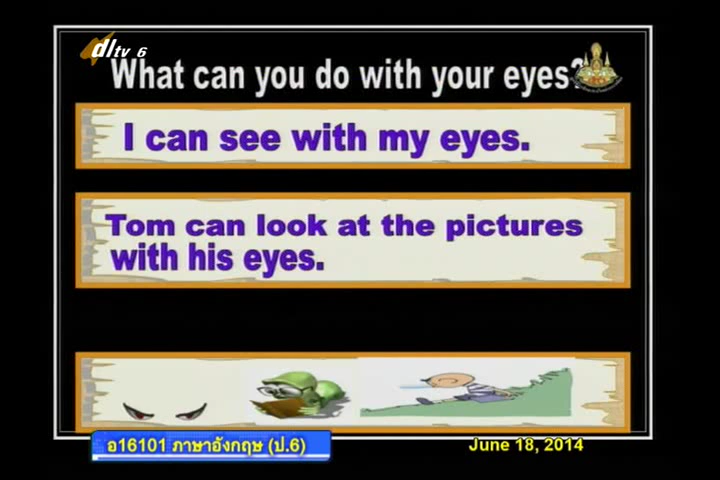 dltv 6
What can you do with your eyes?
I can see with my eyes.
Tom can look at the pictures
with his eyes.
อ16101 ภาษาอังกฤษ (ป.6)
June 18, 2014